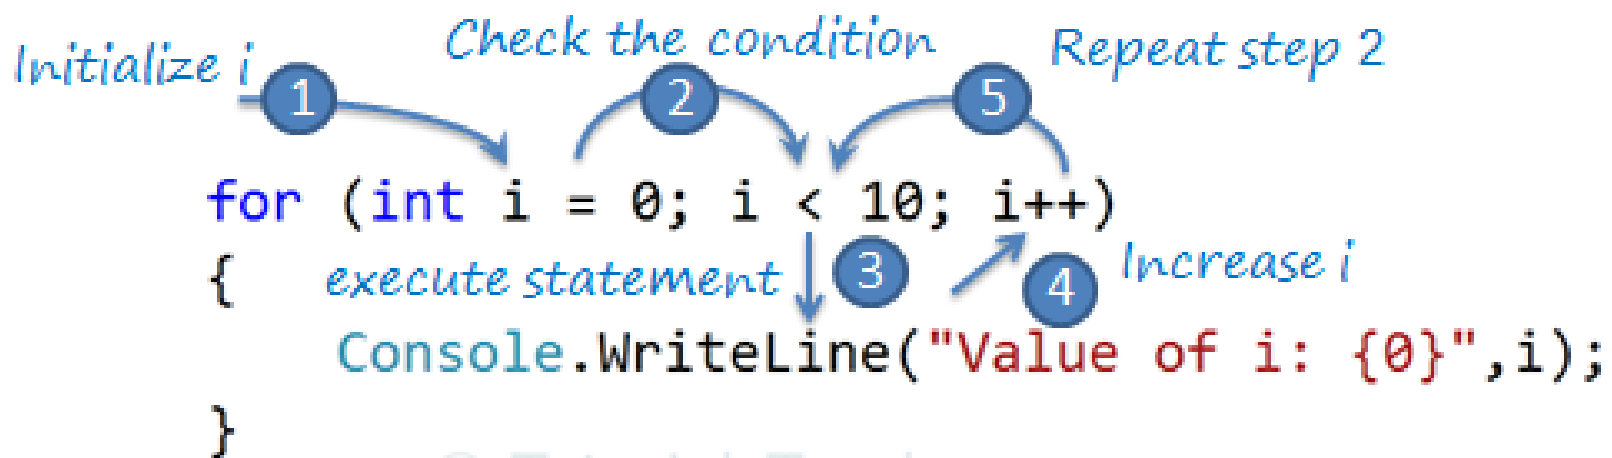 Initialize i
Check the condition
Repeat step 2
1
2
5
for (int i = 0; i < 10; i++)
{
execute statement
3
4
Increase i
Console.WriteLine("Value of i: {0}",i);
}